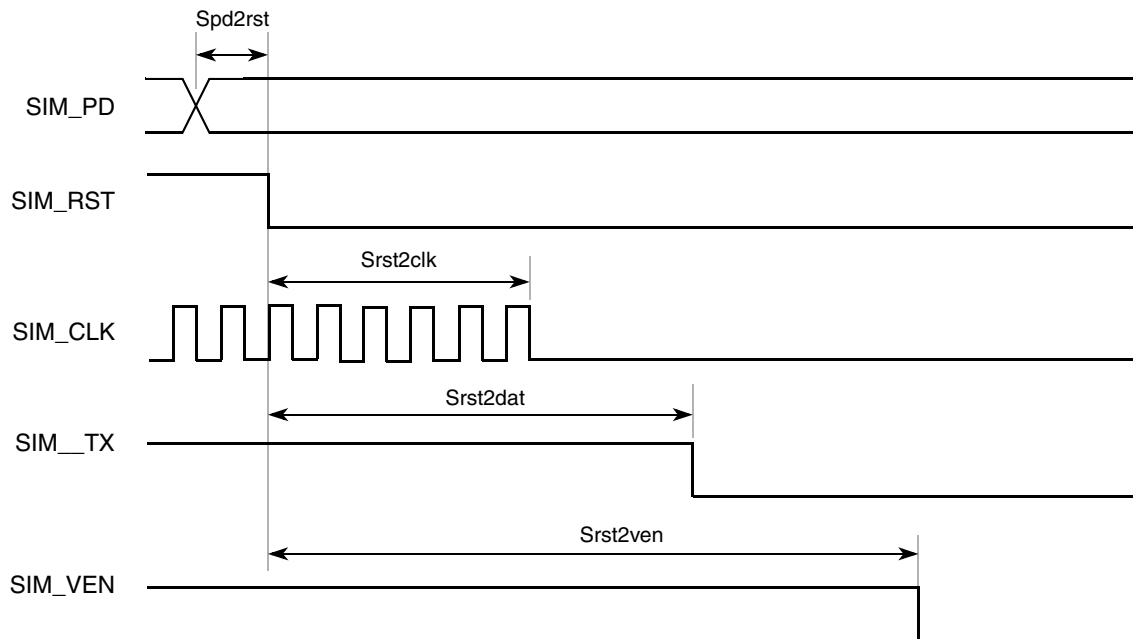 Spd2rst
SIM_PD
SIM_RST
Srst2clk
SIM_CLK
Srst2dat
SIM__TX
Srst2ven
SIM_VEN